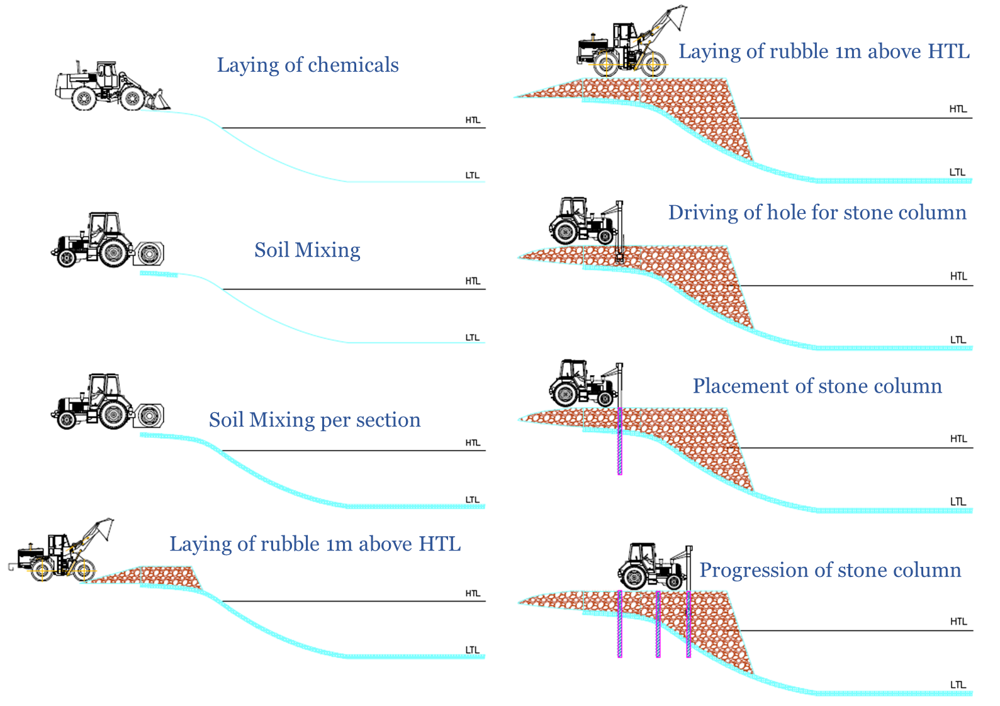 Laying of chemicals
HTL
LTL
Soil Mixing
HTL
LTL
Soil Mixing per section
HTL
LTL
Laying of rubble 1m above HTL
HTL
LTL
Laying of rubble 1m above HTL
HTL
LTL
Driving of hole for stone column
HTL
LTL
Placement of stone column
HTL
LTL
Progression of stone column
HTL
LTL